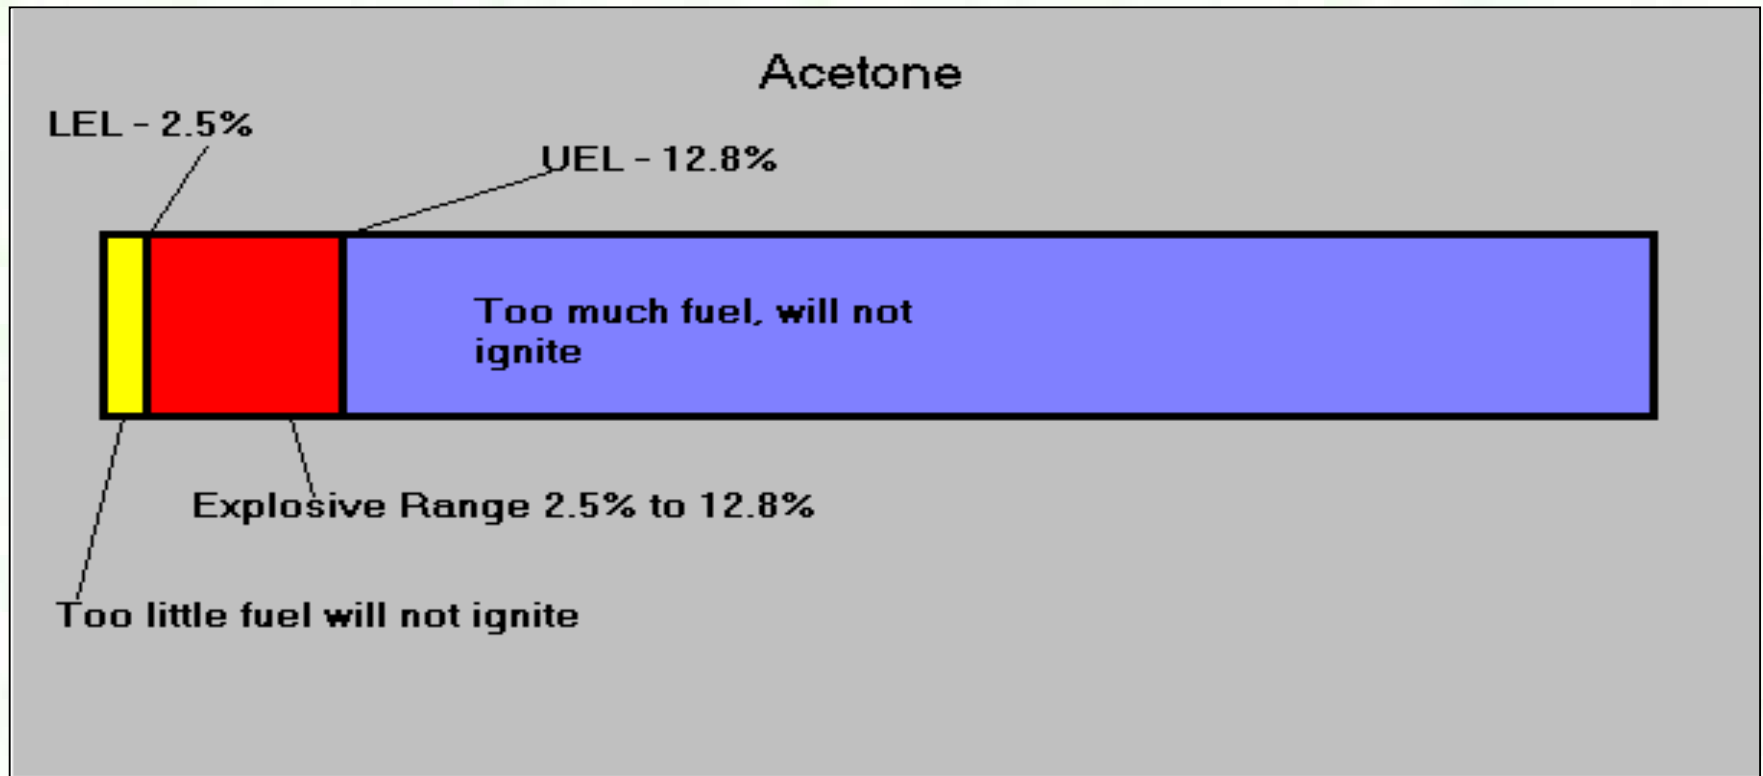 Acetone
LEL - 2.5%
UEL - 12.8%
Too much fuel, will not
ignite
Explosive Range 2.5% to 12.8%
Too little fuel will not ignite